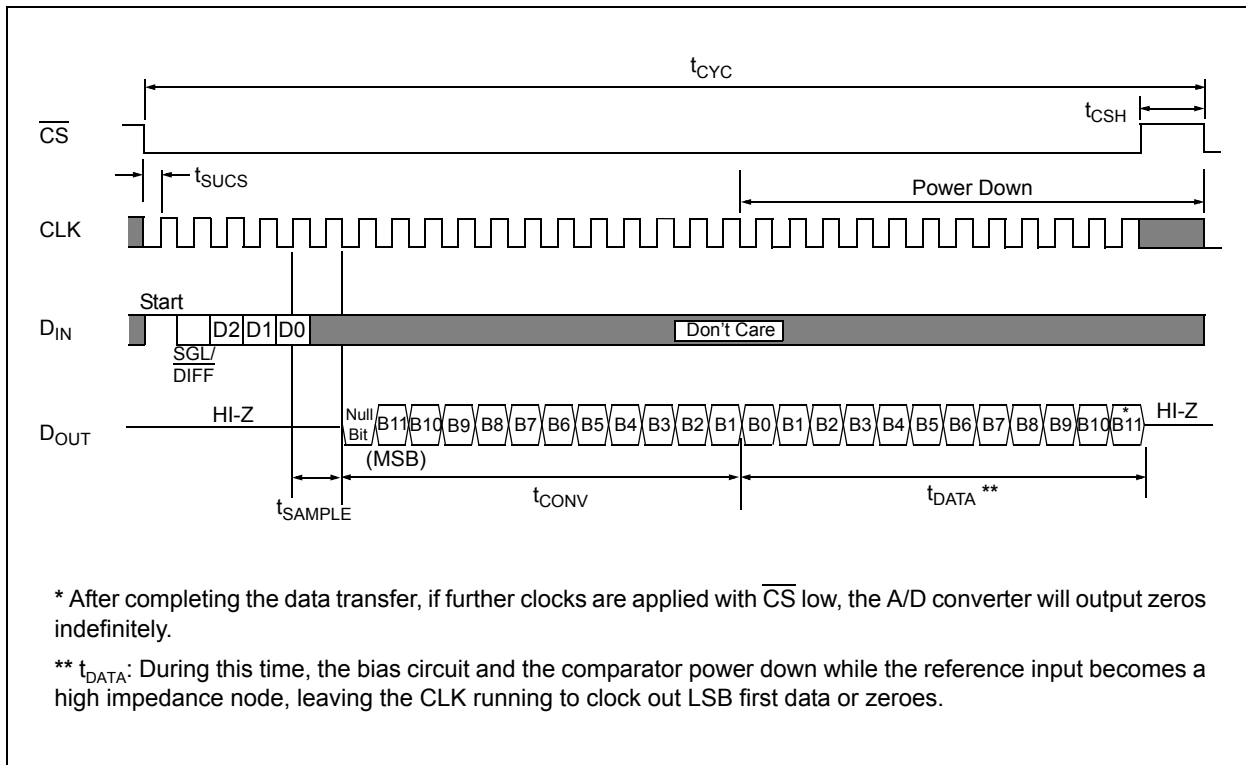 tCYC
tCSH
CS
tSUCS
Power Down
CLK
Start
DIN
D2 D1 D0
Don't Care
SGL/
DIFF
HI-Z
Null
Bit
B11 B10 B9 B8 B7 B6 B5 B4 B3 B2 B1 B0 B1 B2 B3 B4 B5 B6 B7 B8 B9 B10 B11
*
HI-Z
DOUT
(MSB)
tSAMPLE
tCONV
tDATA **
* After completing the data transfer, if further clocks are applied with CS low, the A/D converter will output zeros
indefinitely.
** tDATA: During this time, the bias circuit and the comparator power down while the reference input becomes a
high impedance node, leaving the CLK running to clock out LSB first data or zeroes.